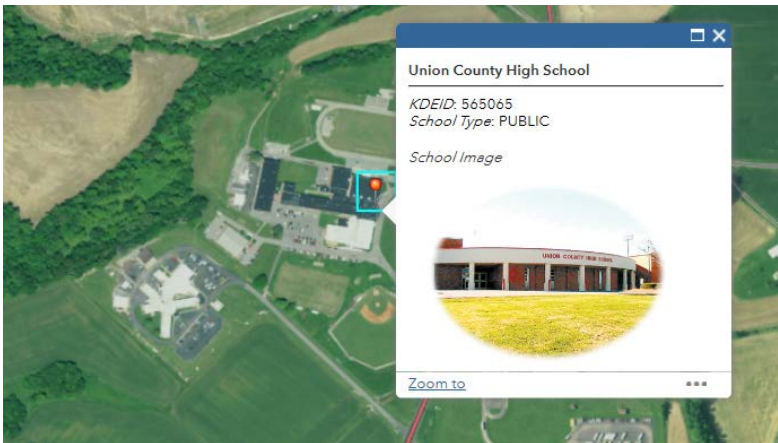 Union County High School
KDEID: 565065
School Type: PUBLIC
School Image
UNION COUNTY HIGH SCHOOL
Zoom to